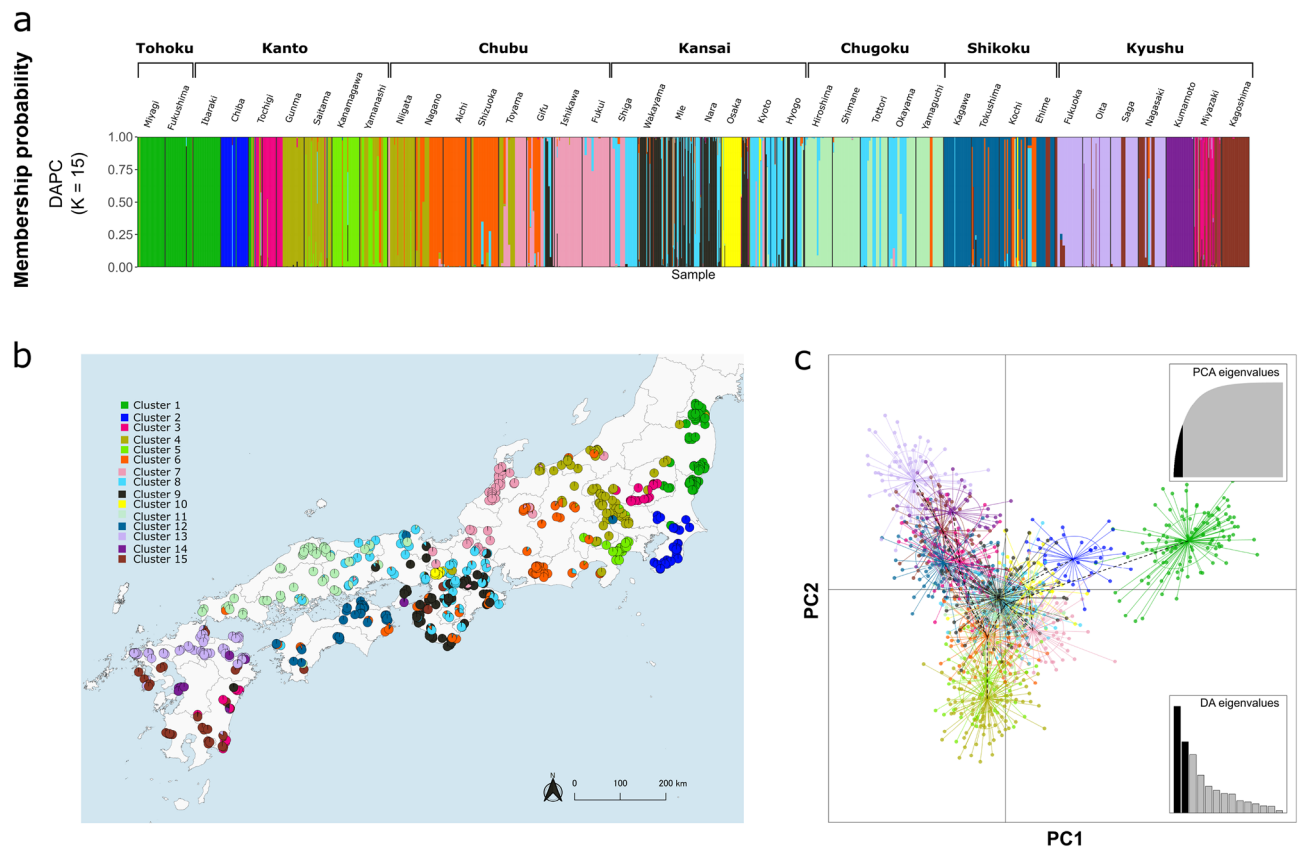 a
Tohoku Kanto Chubu Kansai Chugoku Shikoku Kyushu
Miyagi Fukushima Ibaraki Chiba Tochigi Gunma Saitama Kanamagawa Yamanashi Niigata Nagano Aichi Shizuoka Toyama Gifu Ishikawa Fukui Shiga Wakayama Mie Nara Osaka Kyoto Hyogo Hiroshima Shimane Tottori Okayama Yamaguchi Kagawa Tokushima Kochi Ehime Fukuoka Oita Saga Nagasaki Kumamoto Miyazaki Kagoshima
Membership probability
DAPC
(K = 15)
1.00
0.75
0.50
0.25
0.00
Sample
b
Cluster 1
Cluster 2
Cluster 3
Cluster 4
Cluster 5
Cluster 6
Cluster 7
Cluster 8
Cluster 9
Cluster 10
Cluster 11
Cluster 12
Cluster 13
Cluster 14
Cluster 15
0 100 200 km
c
PCA eigenvalues
PC2
DA eigenvalues
PC1